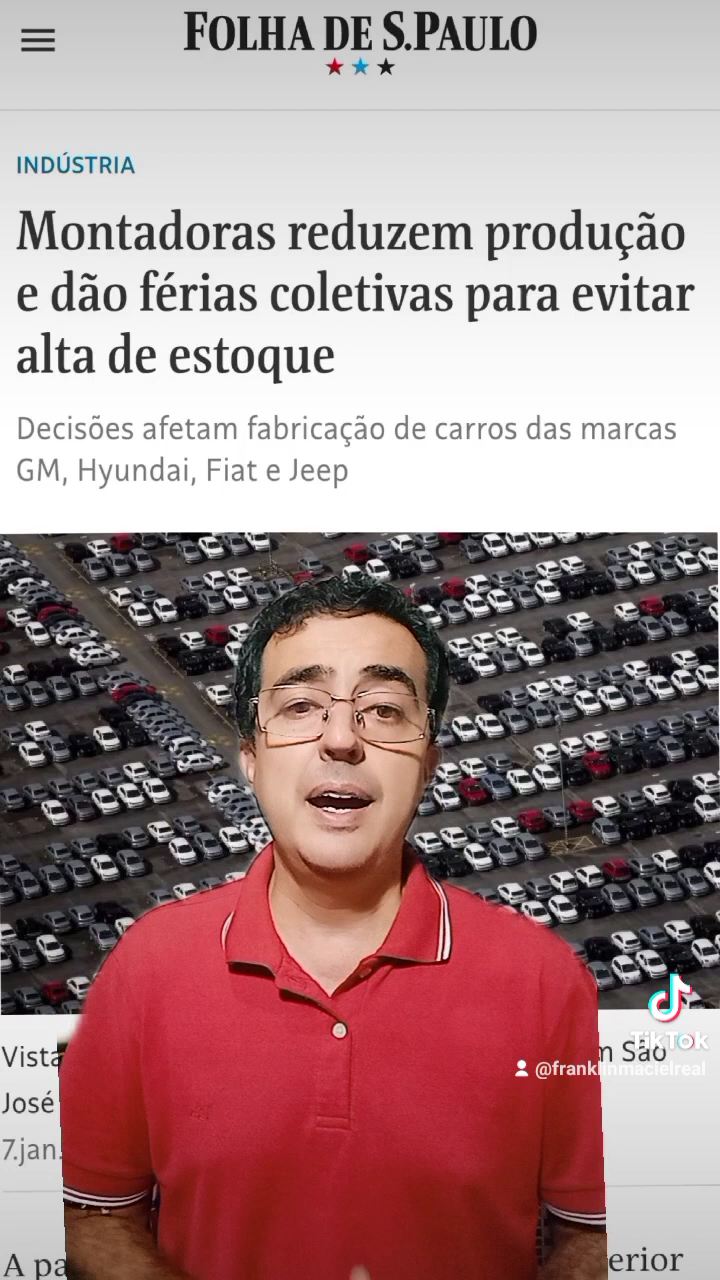 FOLHA DE S.PAULO
INDÚSTRIA
Montadoras reduzem produção
e dão férias coletivas para evitar
alta de estoque
Decisões afetam fabricação de carros das marcas
GM, Hyundai, Fiat e Jeep
TikTok
@franklinmacielreal
Vista
São
José
7.jan.
A